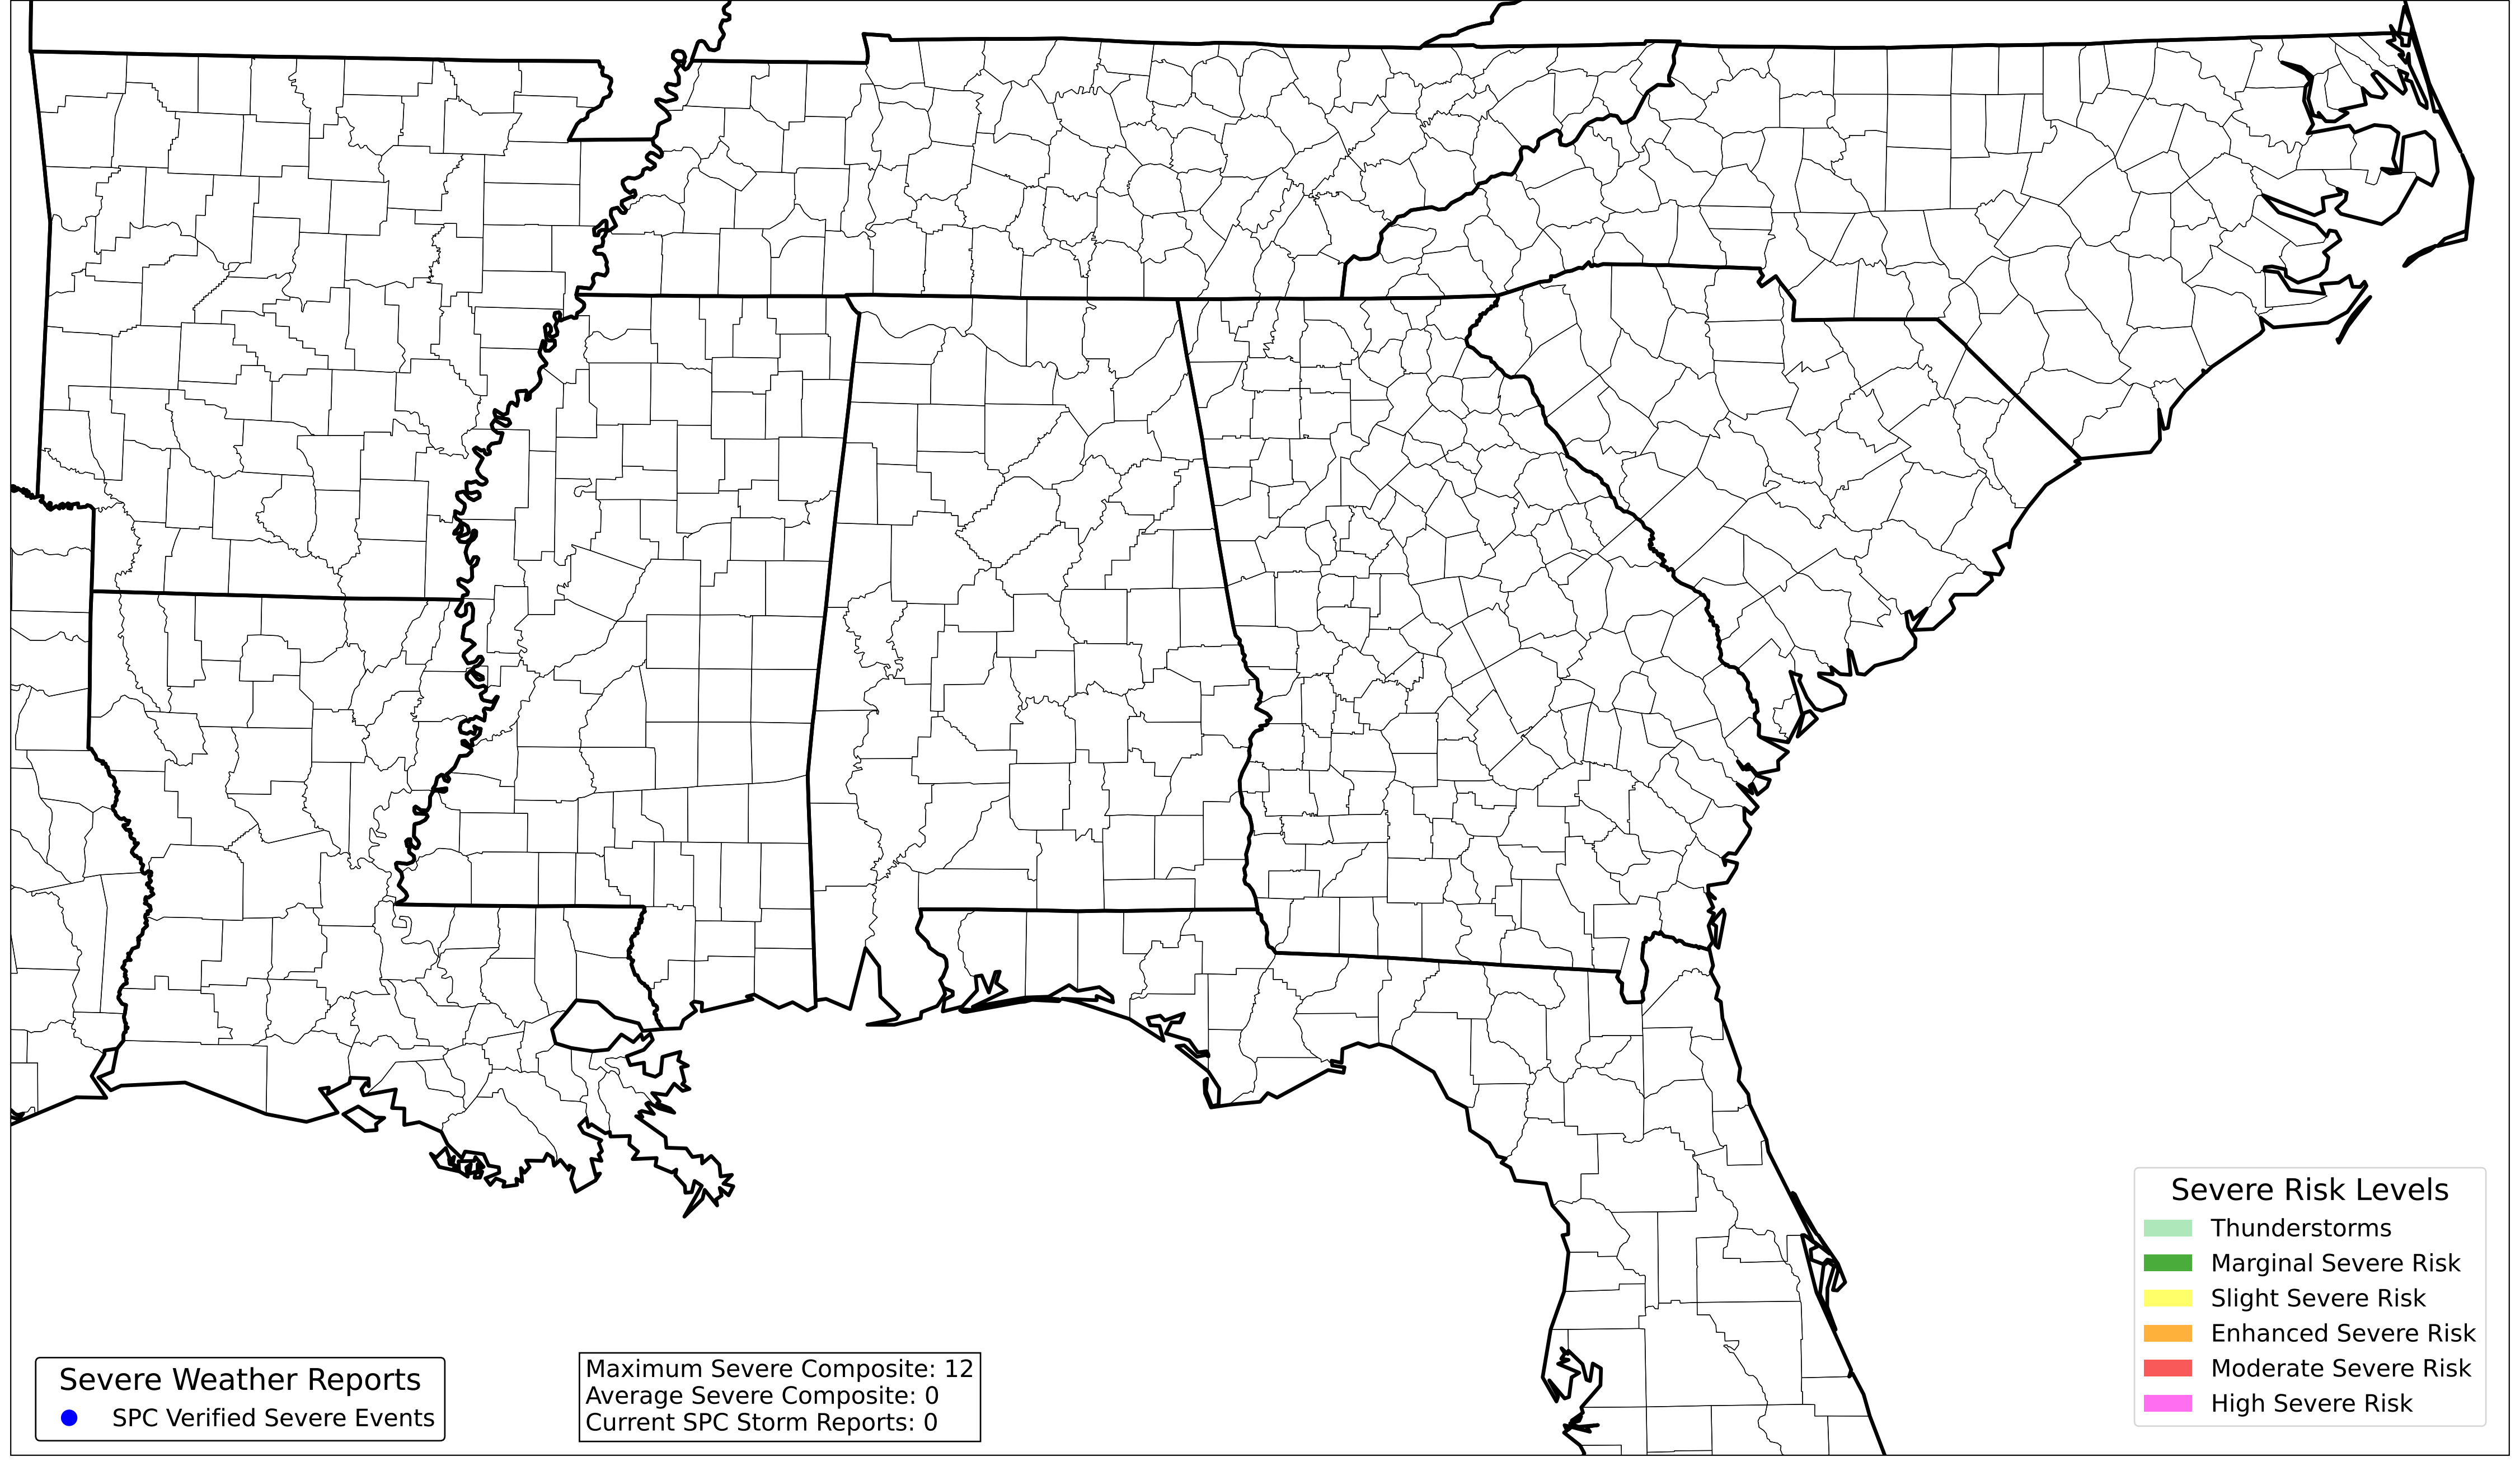 Severe Weather Reports
SPC Verified Severe Events
Maximum Severe Composite: 12
Average Severe Composite: 0
Current SPC Storm Reports: 0
Severe Risk Levels
Thunderstorms
Marginal Severe Risk
Slight Severe Risk
Enhanced Severe Risk
Moderate Severe Risk
High Severe Risk